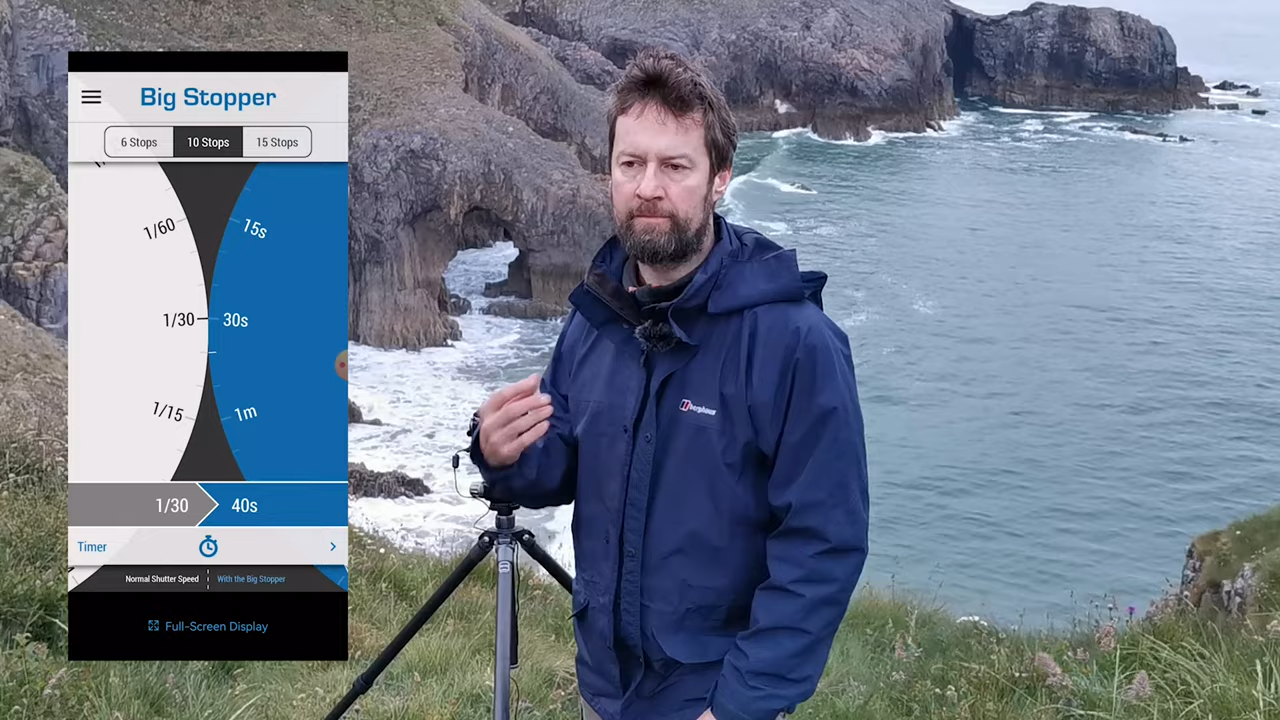 Big Stopper
6 Stops 10 Stops 15 Stops
1/60 15s
1/30 30s
1/15 1m
1/30 40s
Timer
Normal Shutter Speed With the Big Stopper
Full-Screen Display
berghaus